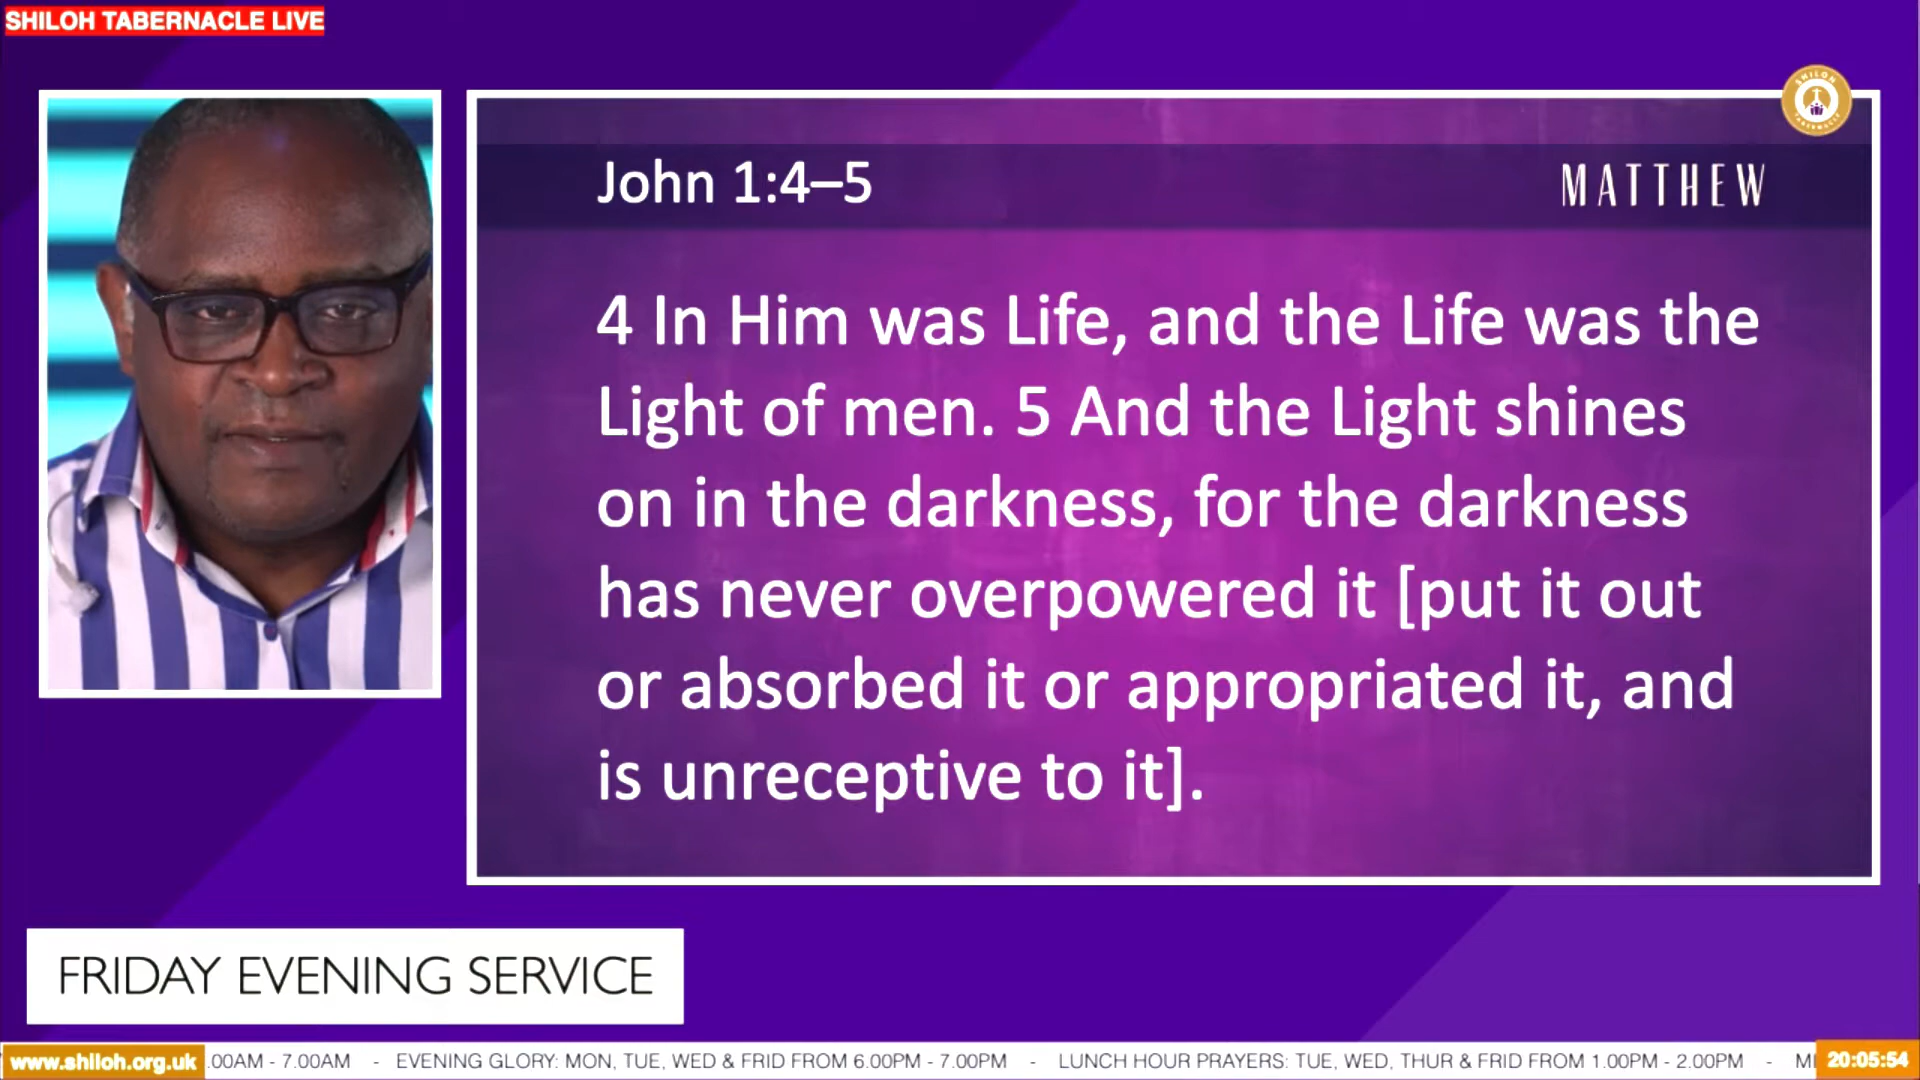 SHILOH TABERNACLE LIVE
SHILOH
TABERNACLE
John 1:4–5
MATTHEW
4 In Him was Life, and the Life was the
Light of men. 5 And the Light shines
on in the darkness, for the darkness
has never overpowered it [put it out
or absorbed it or appropriated it, and
is unreceptive to it].
FRIDAY EVENING SERVICE
www.shiloh.org.uk .00AM - 7.00AM - EVENING GLORY: MON, TUE, WED & FRID FROM 6.00PM - 7.00PM - LUNCH HOUR PRAYERS: TUE, WED, THUR & FRID FROM 1.00PM - 2.00PM - MI 20:05:54